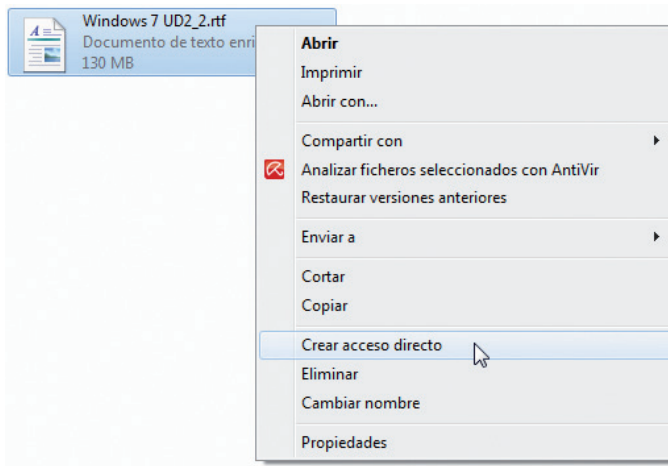 Windows 7 UD2_2.rtf
Documento de texto enri
130 MB
Abrir
Imprimir
Abrir con...
Compartir con
Analizar ficheros seleccionados con AntiVir
Restaurar versiones anteriores
Enviar a
Cortar
Copiar
Crear acceso directo
Eliminar
Cambiar nombre
Propiedades